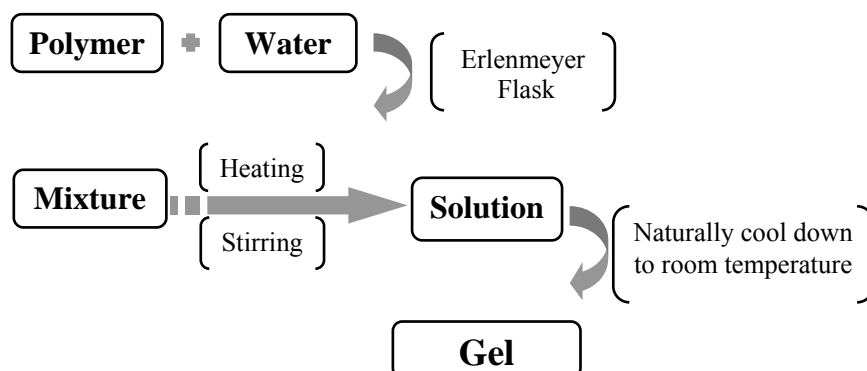 Polymer
Water
Erlenmeyer
Flask
Heating
Mixture
Solution
Stirring
Naturally cool down
to room temperature
Gel